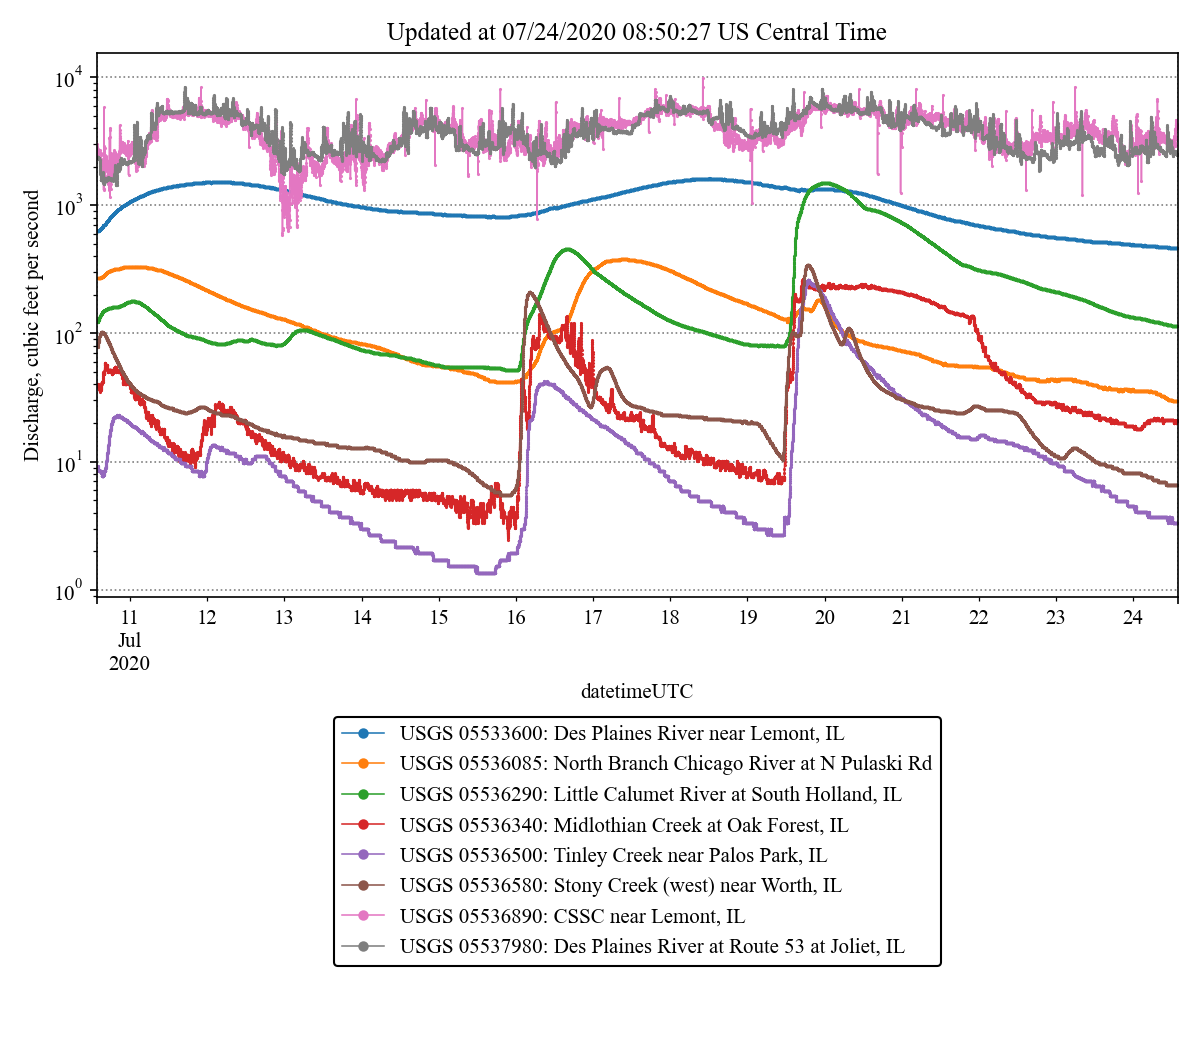 Updated at 07/24/2020 08:50:27 US Central Time
Discharge, cubic feet per second
10^4
10^3
10^2
10^1
10^0
11 12 13 14 15 16 17 18 19 20 21 22 23 24
Jul
2020
datetimeUTC
USGS 05533600: Des Plaines River near Lemont, IL
USGS 05536085: North Branch Chicago River at N Pulaski Rd
USGS 05536290: Little Calumet River at South Holland, IL
USGS 05536340: Midlothian Creek at Oak Forest, IL
USGS 05536500: Tinley Creek near Palos Park, IL
USGS 05536580: Stony Creek (west) near Worth, IL
USGS 05536890: CSSC near Lemont, IL
USGS 05537980: Des Plaines River at Route 53 at Joliet, IL